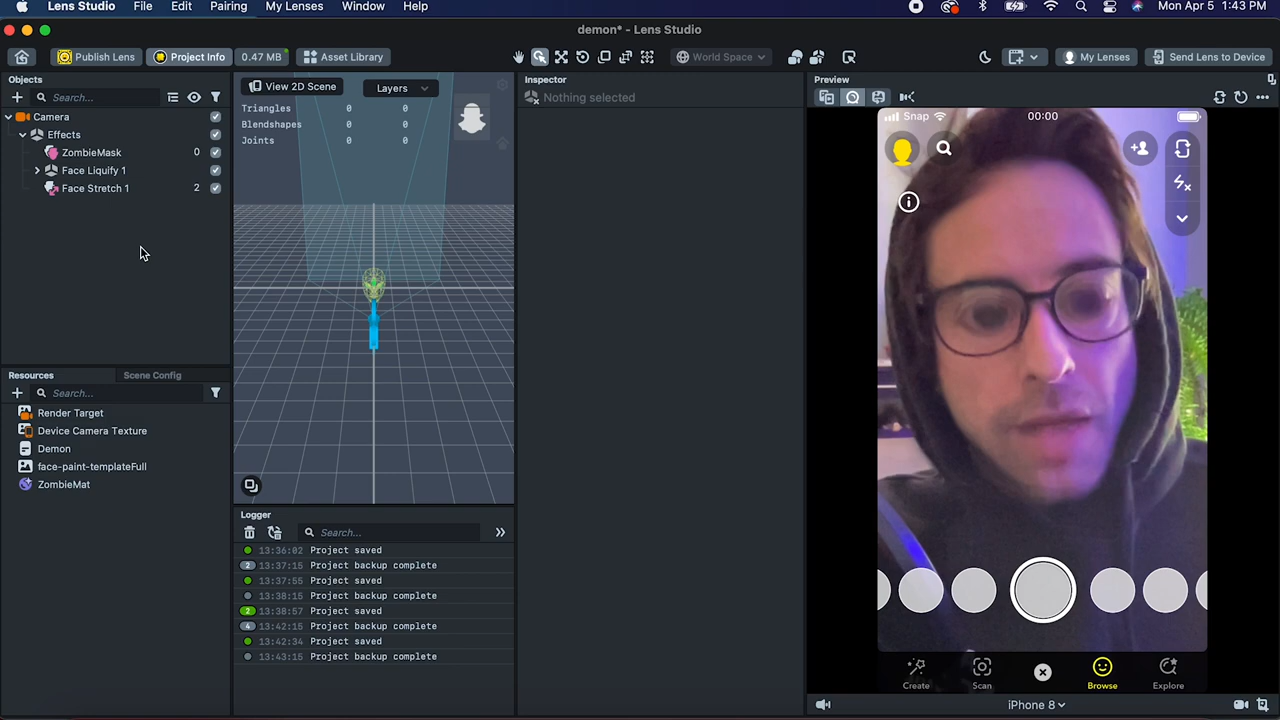 Lens Studio File Edit Pairing My Lenses Window Help Mon Apr 5 1:43 PM
demon* - Lens Studio
Publish Lens Project Info 0.47 MB Asset Library World Space My Lenses Send Lens to Device
Objects
Search...
Camera
Effects
ZombieMask 0
Face Liquify 1
Face Stretch 1 2
Resources Scene Config
Search...
Render Target
Device Camera Texture
Demon
face-paint-templateFull
ZombieMat
View 2D Scene Layers
Triangles 0 0
Blendshapes 0 0
Joints 0 0
Logger
Search...
13:36:02 Project saved
2 13:37:15 Project backup complete
13:37:55 Project saved
13:38:15 Project backup complete
2 13:38:57 Project saved
4 13:42:15 Project backup complete
13:42:34 Project saved
13:43:15 Project backup complete
Inspector
Nothing selected
Preview
Snap 00:00
Create Scan Browse Explore
iPhone 8